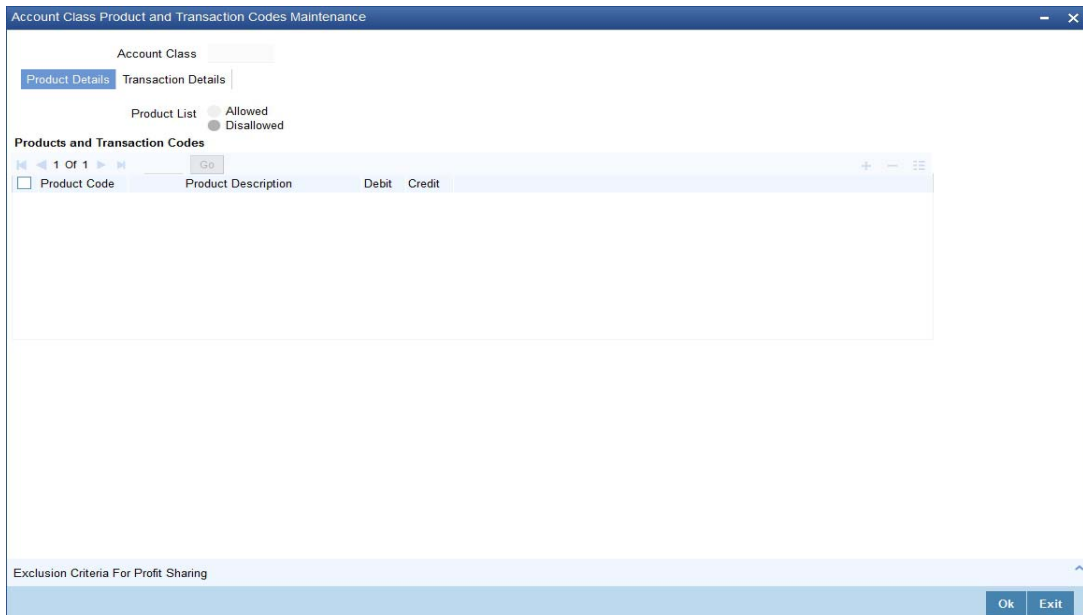 Account Class Product and Transaction Codes Maintenance
Account Class
Product Details Transaction Details
Product List Allowed
Disallowed
Products and Transaction Codes
1 Of 1 Go
Product Code Product Description Debit Credit
Exclusion Criteria For Profit Sharing
Ok Exit